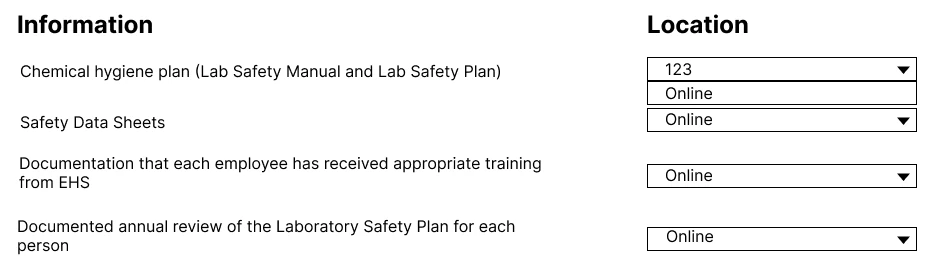 Information Location
Chemical hygiene plan (Lab Safety Manual and Lab Safety Plan) 123
Online
Safety Data Sheets Online
Documentation that each employee has received appropriate training
from EHS
Online
Documented annual review of the Laboratory Safety Plan for each
person
Online